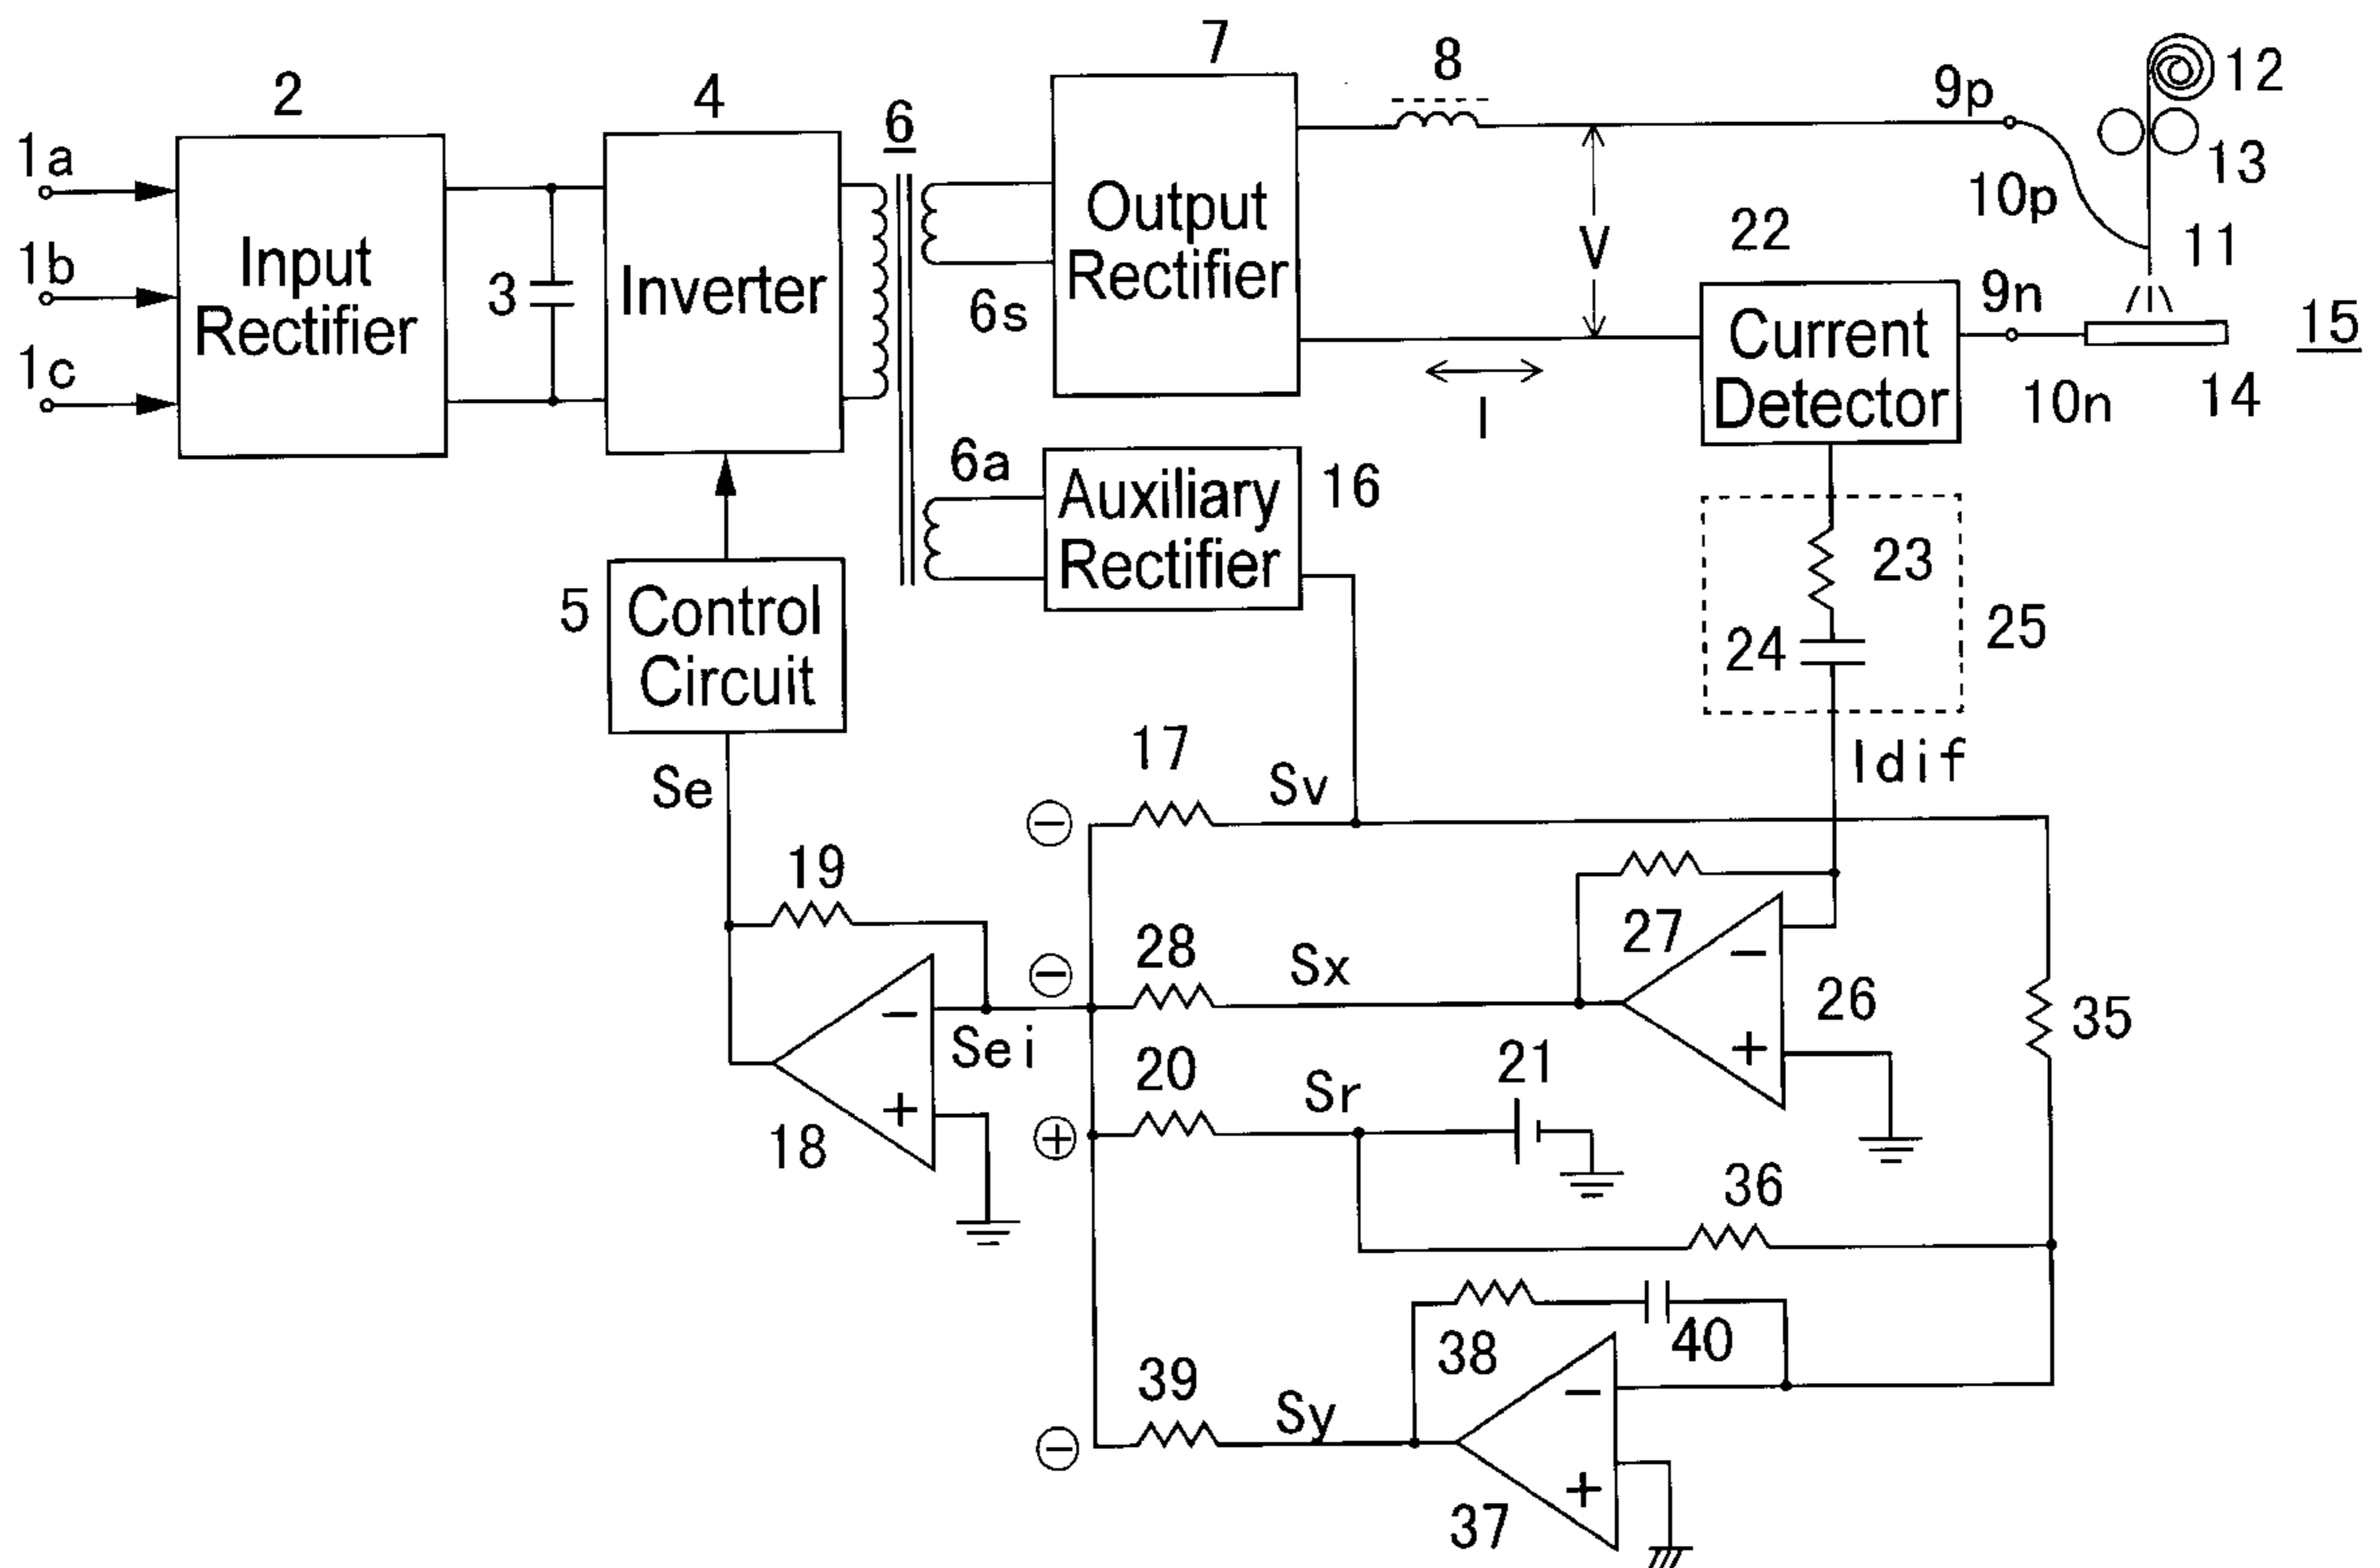 7
8
12
2
4
6
9p
1a
13
Input
Rectifier
Inverter
Output
Rectifier
10p
22
V
11
1b
3
6s
9n
Current
Detector
15
1c
I
10n
14
6a
Auxiliary
Rectifier
16
23
5
Control
Circuit
24
25
17
Idif
Se
⊖
Sv
19
27
−
28
Sx
⊖
26
35
−
Sei
20
21
+
Sr
+
⊕
18
36
38
40
39
−
Sy
⊖
+
37